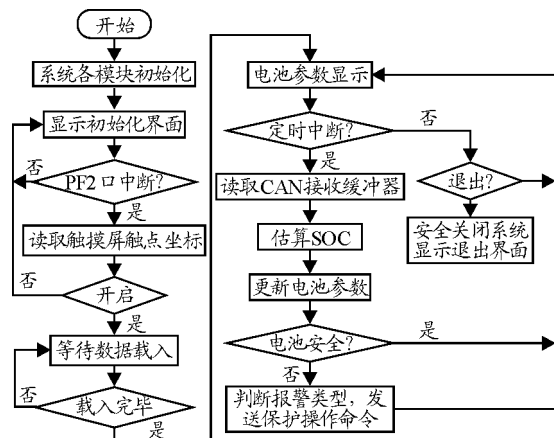 开始
系统各模块初始化
显示初始化界面
否
PF2口中断?
是
读取触摸屏触点坐标
否
开启
是
等待数据载入
否
载入完毕
是
电池参数显示
定时中断?
否
是
读取CAN接收缓冲器
退出?
估算SOC
安全关闭系统
显示退出界面
更新电池参数
电池安全?
是
否
判断报警类型，发
送保护操作命令